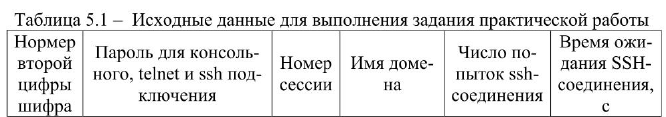 Таблица 5.1 – Исходные данные для выполнения задания практической работы
Нормер второй цифры шифра
Пароль для консоль-
ного, telnet и ssh под-
ключения
Номер
сессии
Имя доме-
на
Число по-
пыток ssh-
соединения
Время ожи-
дания SSH-
соединения,
с